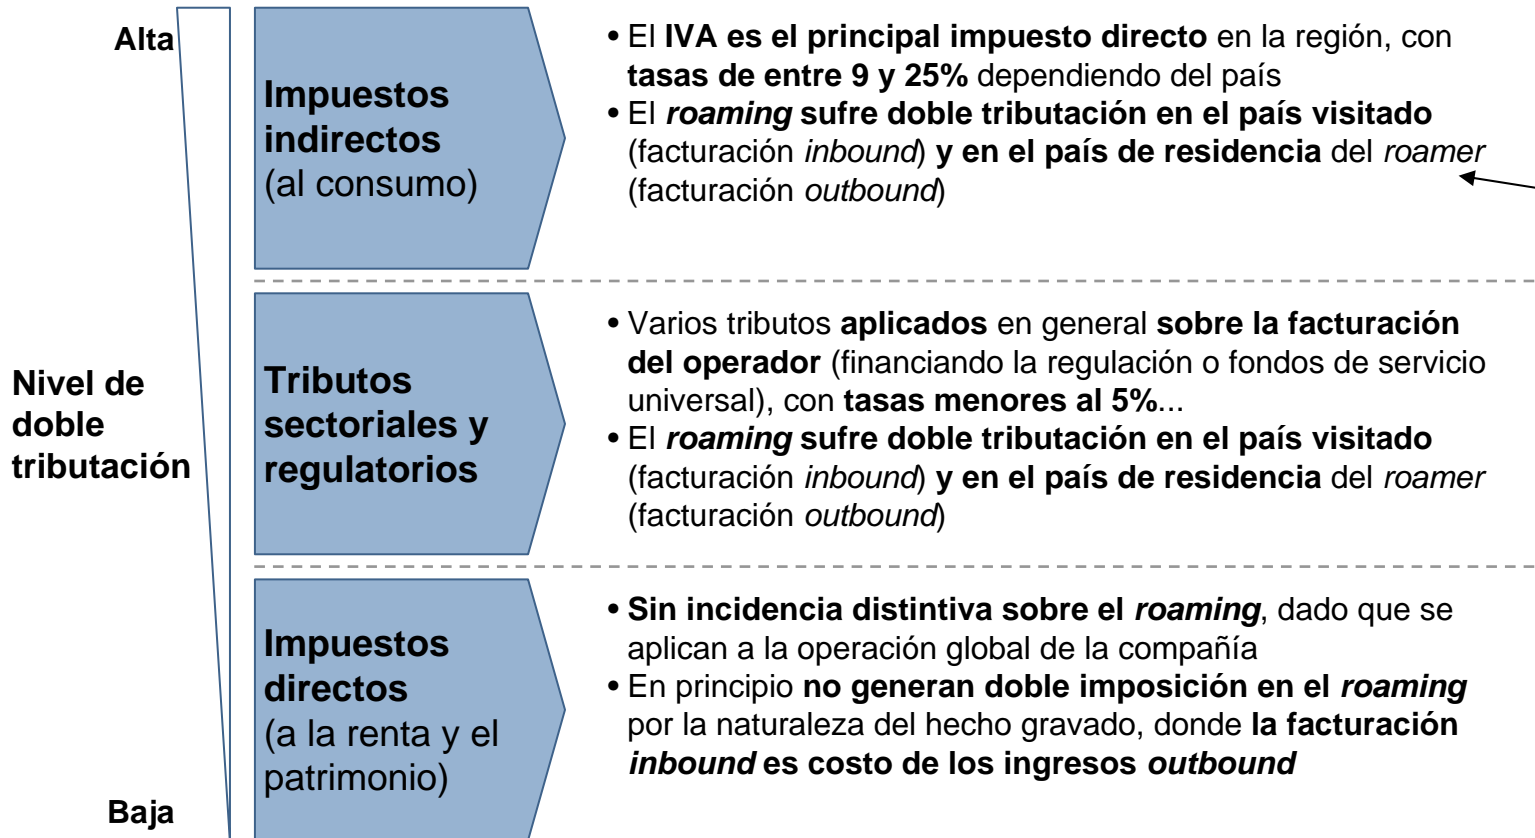 Alta
Impuestos
indirectos
(al consumo)
• El IVA es el principal impuesto directo en la región, con
tasas de entre 9 y 25% dependiendo del país
• El roaming sufre doble tributación en el país visitado
(facturación inbound) y en el país de residencia del roamer
(facturación outbound)
Nivel de
doble
tributación
Tributos
sectoriales y
regulatorios
• Varios tributos aplicados en general sobre la facturación
del operador (financiando la regulación o fondos de servicio
universal), con tasas menores al 5%...
• El roaming sufre doble tributación en el país visitado
(facturación inbound) y en el país de residencia del roamer
(facturación outbound)
Impuestos
directos
(a la renta y el
patrimonio)
• Sin incidencia distintiva sobre el roaming, dado que se
aplican a la operación global de la compañía
• En principio no generan doble imposición en el roaming
por la naturaleza del hecho gravado, donde la facturación
inbound es costo de los ingresos outbound
Baja